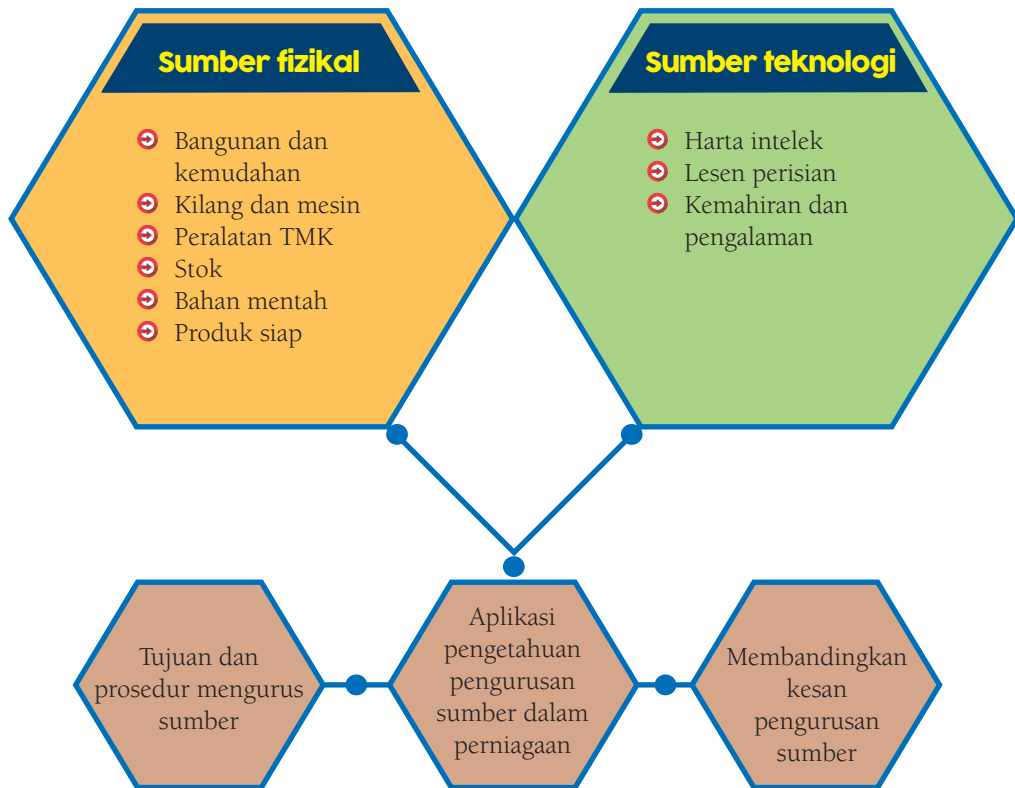 Sumber fizikal
Bangunan dan
kemudahan
Kilang dan mesin
Peralatan TMK
Stok
Bahan mentah
Produk siap
Sumber teknologi
Harta intelek
Lesen perisian
Kemahiran dan
pengalaman
Tujuan dan
prosedur mengurus
sumber
Aplikasi
pengetahuan
pengurusan
sumber dalam
perniagaan
Membandingkan
kesan
pengurusan
sumber